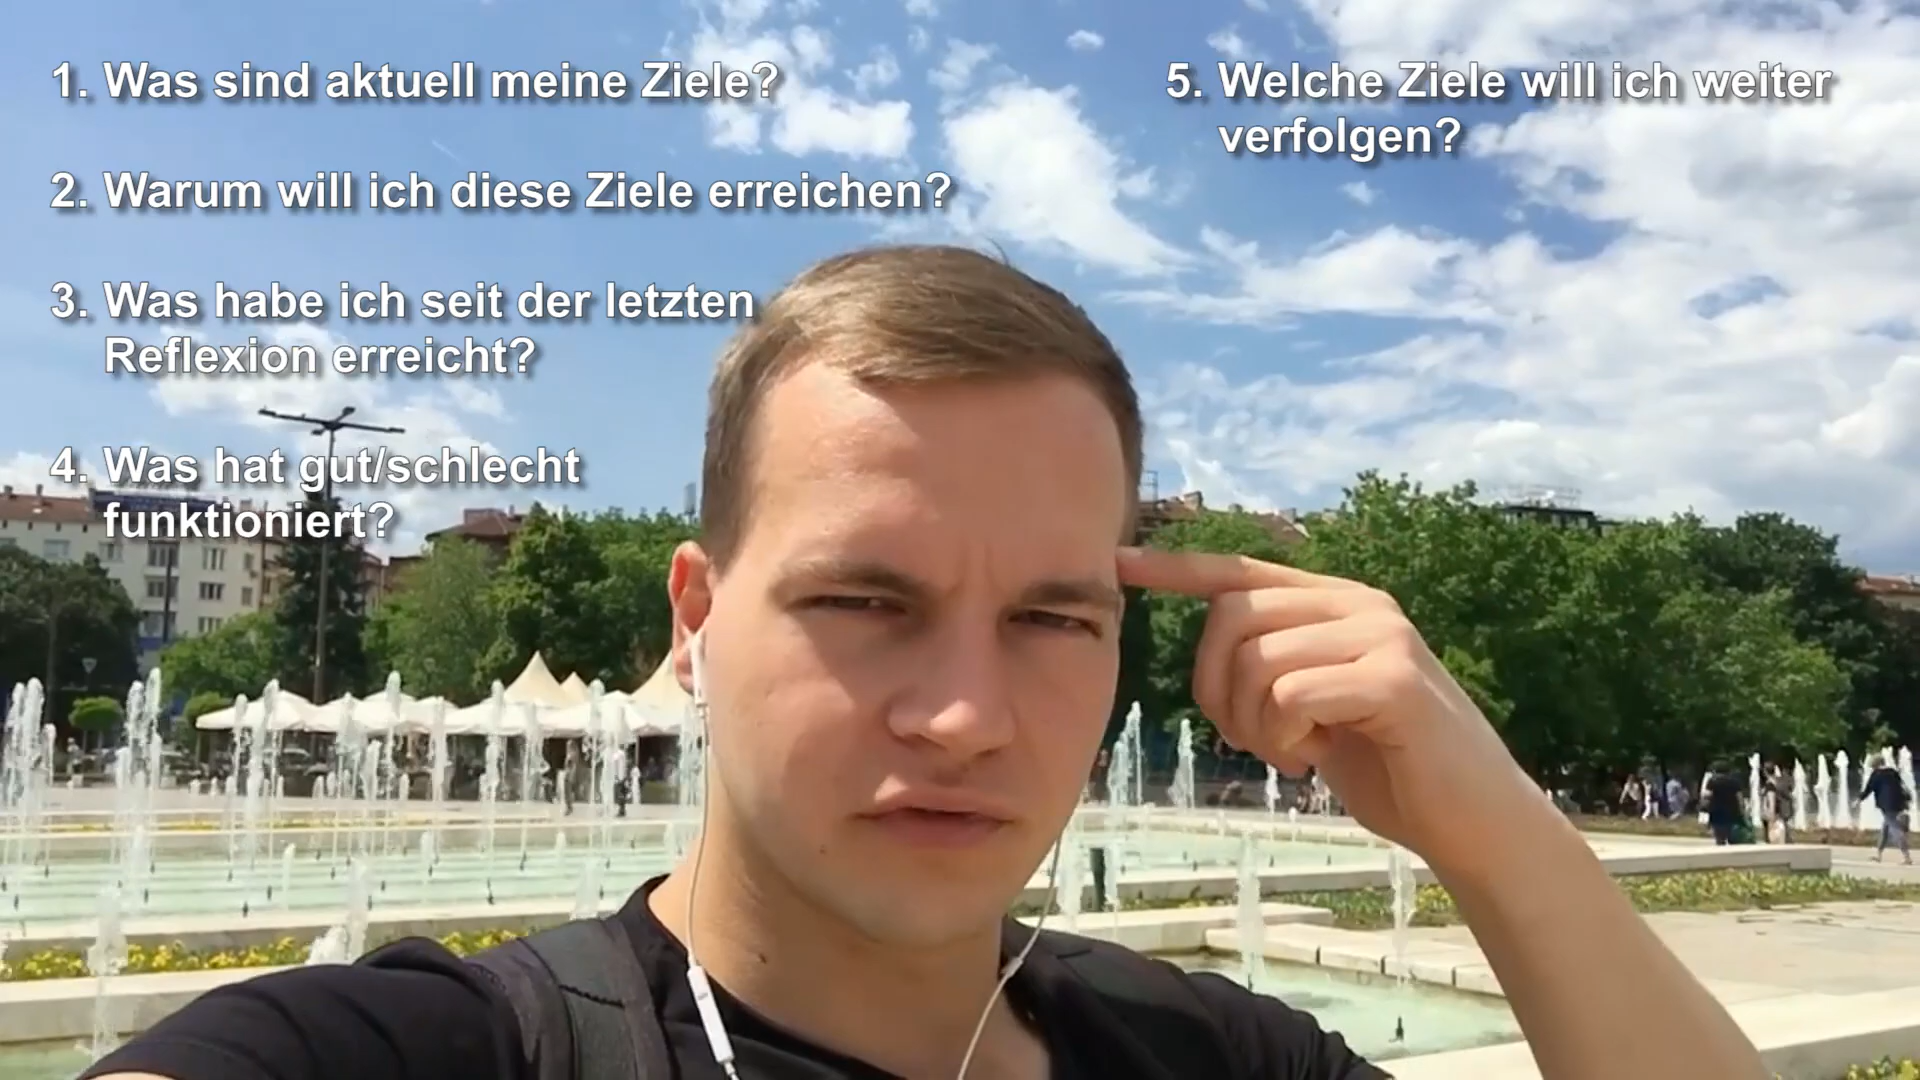 1. Was sind aktuell meine Ziele?
2. Warum will ich diese Ziele erreichen?
3. Was habe ich seit der letzten
Reflexion erreicht?
4. Was hat gut/schlecht
funktioniert?
5. Welche Ziele will ich weiter
verfolgen?